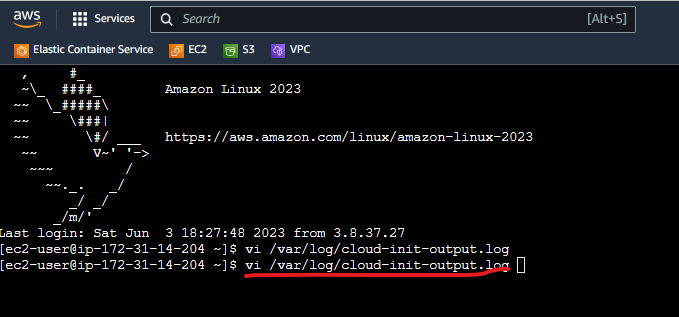 aws
Services
Search
[Alt+S]
Elastic Container Service
EC2
S3
VPC
   ,     #_
   ~\_  ####_        Amazon Linux 2023
  ~~  \_#####\
  ~~     \###|
  ~~       \#/ ___   https://aws.amazon.com/linux/amazon-linux-2023
   ~~       V~' '->
    ~~~         /
      ~~._.   _/
         _/ _/
       _/m/'
Last login: Sat Jun  3 18:27:48 2023 from 3.8.37.27
[ec2-user@ip-172-31-14-204 ~]$ vi /var/log/cloud-init-output.log
[ec2-user@ip-172-31-14-204 ~]$ vi /var/log/cloud-init-output.log